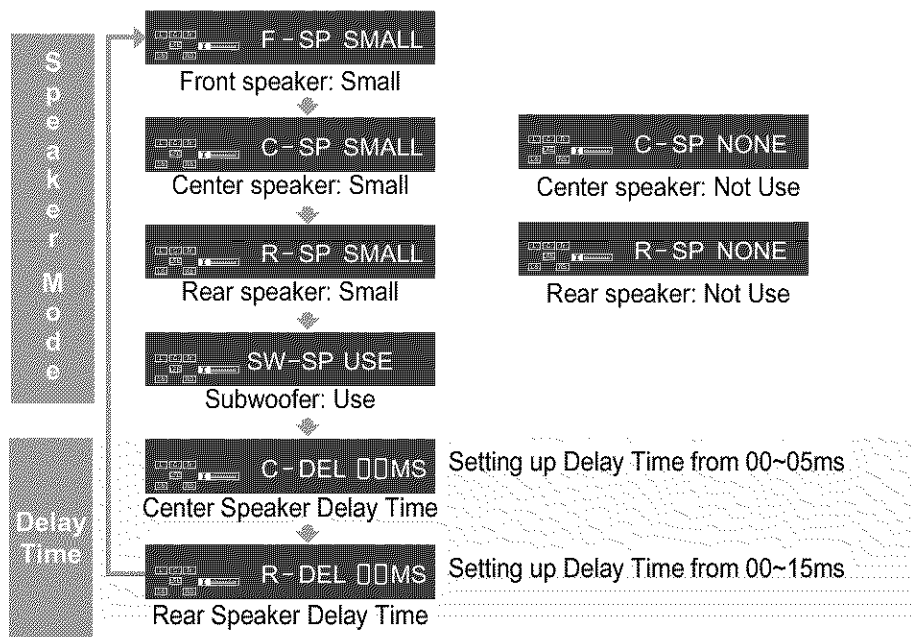 Speaker Mode
F-SP SMALL
Front speaker: Small
C-SP SMALL
Center speaker: Small
C-SP NONE
Center speaker: Not Use
R-SP SMALL
Rear speaker: Small
R-SP NONE
Rear speaker: Not Use
SW-SP USE
Subwoofer: Use
Delay
Time
C-DEL 00MS
Setting up Delay Time from 00~05ms
Center Speaker Delay Time
R-DEL 00MS
Setting up Delay Time from 00~15ms
Rear Speaker Delay Time